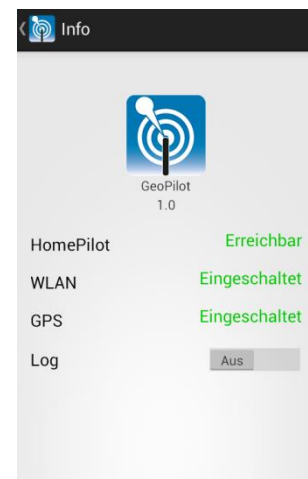 Info
GeoPilot
1.0
HomePilot Erreichbar
WLAN Eingeschaltet
GPS Eingeschaltet
Log Aus